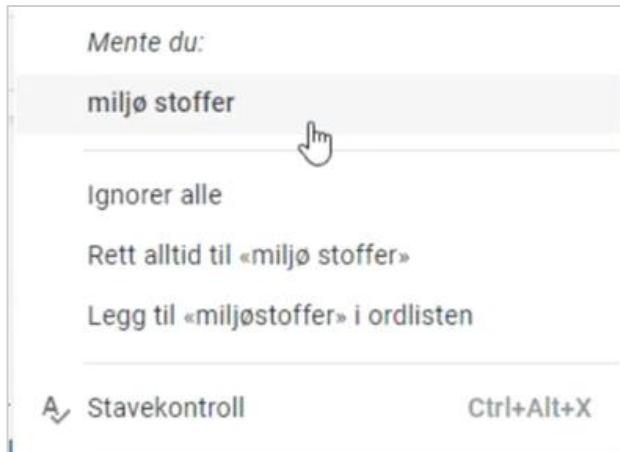 Mente du:
miljø stoffer
Ignorer alle
Rett alltid til «miljø stoffer»
Legg til «miljøstoffer» i ordlisten
Stavekontroll Ctrl+Alt+X